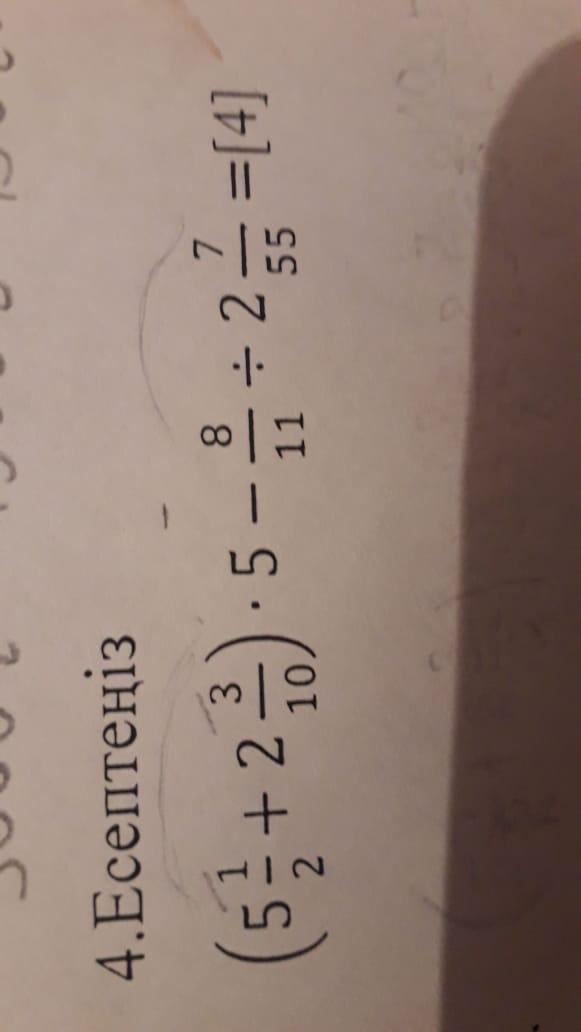 4.Есептеңіз
(5 1/2 + 2 3/10) · 5 − 8/11 ÷ 2 7/55 =[4]